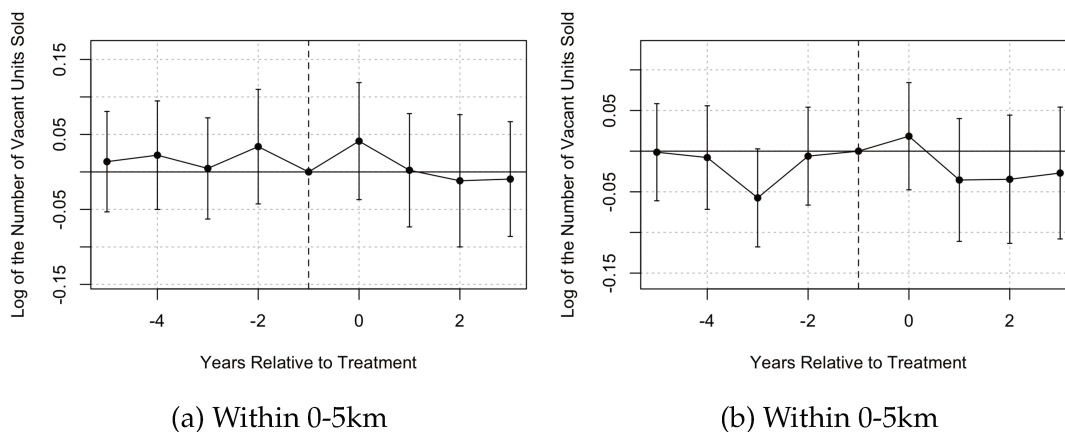 Log of the Number of Vacant Units Sold
0.15
0.05
-0.05
-0.15
-4
-2
0
2
Years Relative to Treatment
(a) Within 0-5km
Log of the Number of Vacant Units Sold
0.05
-0.05
-0.15
-4
-2
0
2
Years Relative to Treatment
(b) Within 0-5km